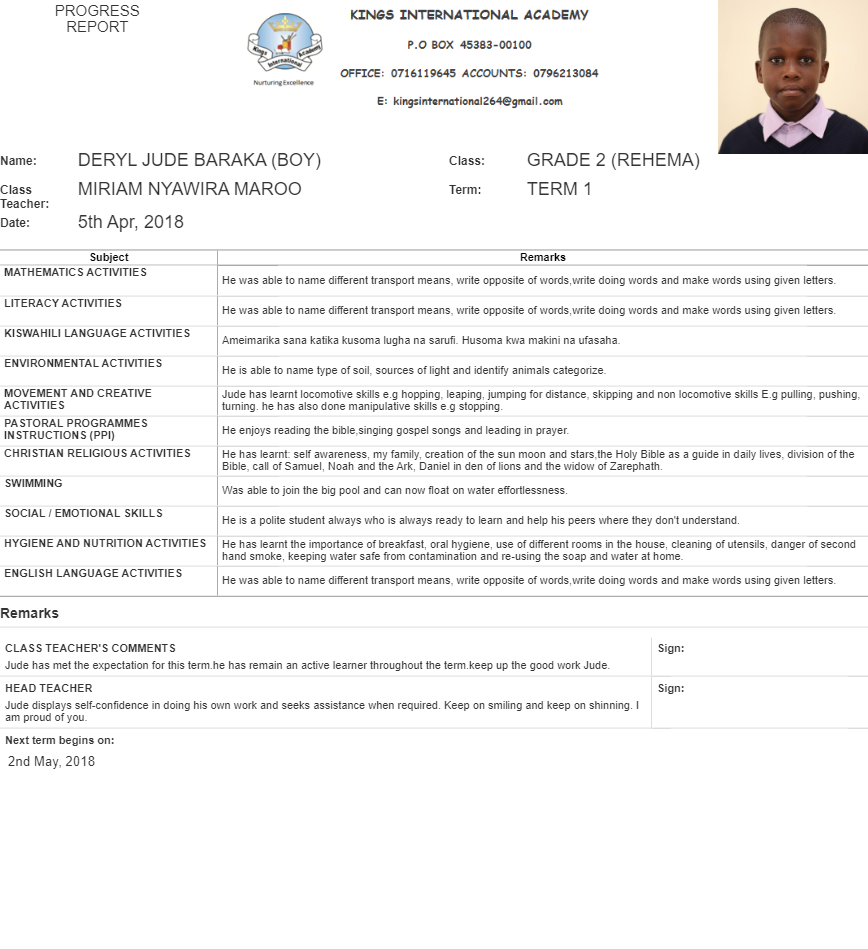 PROGRESS
REPORT
Kings Academy
International
Nurturing Excellence
KINGS INTERNATIONAL ACADEMY
P.O BOX 45383-00100
OFFICE: 0716119645 ACCOUNTS: 0796213084
E: kingsinternational264@gmail.com
Name: DERYL JUDE BARAKA (BOY) Class: GRADE 2 (REHEMA)
Class Teacher: MIRIAM NYAWIRA MAROO Term: TERM 1
Date: 5th Apr, 2018
Subject Remarks
MATHEMATICS ACTIVITIES
He was able to name different transport means, write opposite of words,write doing words and make words using given letters.
LITERACY ACTIVITIES
He was able to name different transport means, write opposite of words,write doing words and make words using given letters.
KISWAHILI LANGUAGE ACTIVITIES
Ameimarika sana katika kusoma lugha na sarufi. Husoma kwa makini na ufasaha.
ENVIRONMENTAL ACTIVITIES
He is able to name type of soil, sources of light and identify animals categorize.
MOVEMENT AND CREATIVE
ACTIVITIES
Jude has learnt locomotive skills e.g hopping, leaping, jumping for distance, skipping and non locomotive skills E.g pulling, pushing,
turning. he has also done manipulative skills e.g stopping.
PASTORAL PROGRAMMES
INSTRUCTIONS (PPI)
He enjoys reading the bible,singing gospel songs and leading in prayer.
CHRISTIAN RELIGIOUS ACTIVITIES
He has learnt: self awareness, my family, creation of the sun moon and stars,the Holy Bible as a guide in daily lives, division of the
Bible, call of Samuel, Noah and the Ark, Daniel in den of lions and the widow of Zarephath.
SWIMMING
Was able to join the big pool and can now float on water effortlessness.
SOCIAL / EMOTIONAL SKILLS
He is a polite student always who is always ready to learn and help his peers where they don't understand.
HYGIENE AND NUTRITION ACTIVITIES
He has learnt the importance of breakfast, oral hygiene, use of different rooms in the house, cleaning of utensils, danger of second
hand smoke, keeping water safe from contamination and re-using the soap and water at home.
ENGLISH LANGUAGE ACTIVITIES
He was able to name different transport means, write opposite of words,write doing words and make words using given letters.
Remarks
CLASS TEACHER'S COMMENTS
Jude has met the expectation for this term.he has remain an active learner throughout the term.keep up the good work Jude.
Sign:
HEAD TEACHER
Jude displays self-confidence in doing his own work and seeks assistance when required. Keep on smiling and keep on shinning. I
am proud of you.
Sign:
Next term begins on:
2nd May, 2018